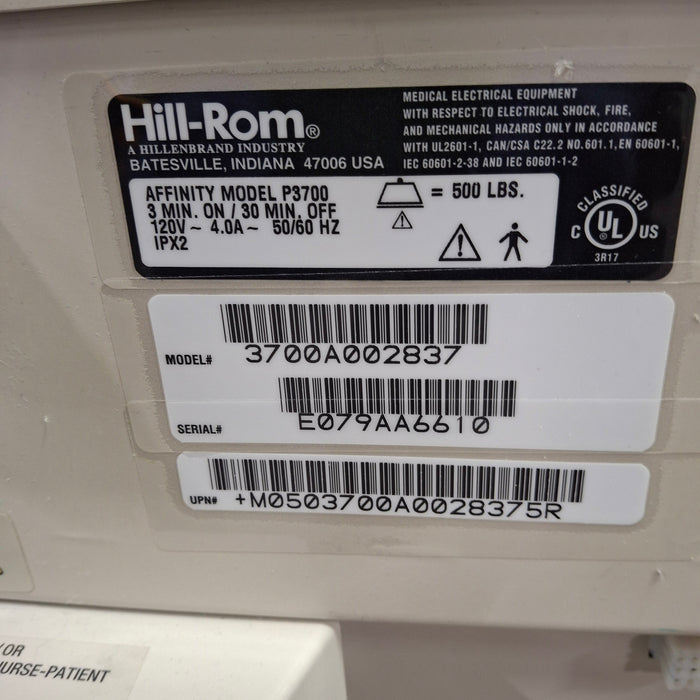 Hill-Rom®
A HILLENBRAND INDUSTRY
BATESVILLE, INDIANA 47006 USA
MEDICAL ELECTRICAL EQUIPMENT
WITH RESPECT TO ELECTRICAL SHOCK, FIRE,
AND MECHANICAL HAZARDS ONLY IN ACCORDANCE
WITH UL2601-1, CAN/CSA C22.2 NO.601.1, EN 60601-1,
IEC 60601-2-38 AND IEC 60601-1-2
AFFINITY MODEL P3700
3 MIN. ON / 30 MIN. OFF
120V ~ 4.0A ~ 50/60 HZ
IPX2
= 500 LBS.
CLASSIFIED
C UL® US
3R17
MODEL# 3700A002837
SERIAL# E079AA6610
UPN# +M0503700A0028375R
/OR
URSE-PATIENT